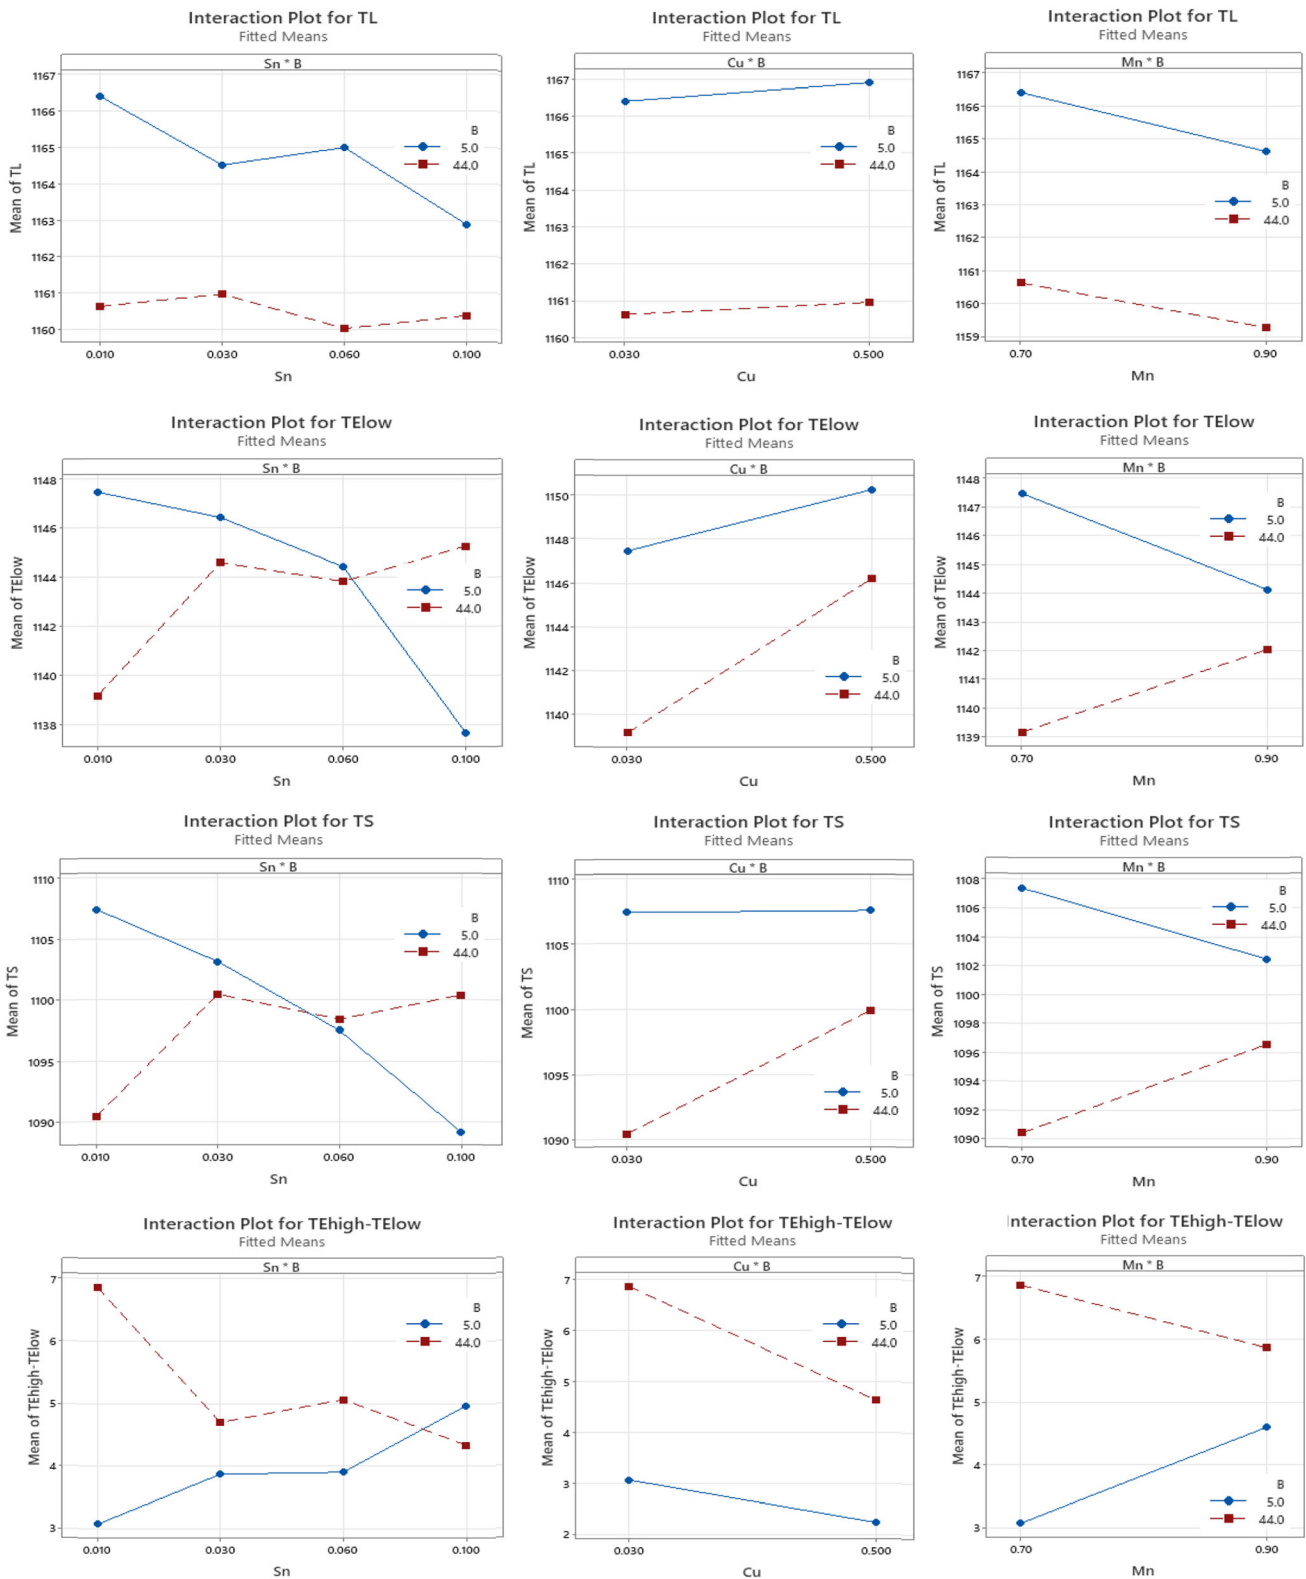 Interaction Plot for TL
Fitted Means
Sn * B
1167
1166
1165
1164
1163
1162
1161
1160
Mean of TL
B
5.0
44.0
0.010 0.030 0.060 0.100
Sn
Interaction Plot for TL
Fitted Means
Cu * B
1167
1166
1165
1164
1163
1162
1161
1160
Mean of TL
B
5.0
44.0
0.030 0.500
Cu
Interaction Plot for TL
Fitted Means
Mn * B
1167
1166
1165
1164
1163
1162
1161
1160
1159
Mean of TL
B
5.0
44.0
0.70 0.90
Mn
Interaction Plot for TElow
Fitted Means
Sn * B
1148
1146
1144
1142
1140
1138
Mean of TElow
B
5.0
44.0
0.010 0.030 0.060 0.100
Sn
Interaction Plot for TElow
Fitted Means
Cu * B
1150
1148
1146
1144
1142
1140
Mean of TElow
B
5.0
44.0
0.030 0.500
Cu
Interaction Plot for TElow
Fitted Means
Mn * B
1148
1147
1146
1145
1144
1143
1142
1141
1140
1139
Mean of TElow
B
5.0
44.0
0.70 0.90
Mn
Interaction Plot for TS
Fitted Means
Sn * B
1110
1105
1100
1095
1090
Mean of TS
B
5.0
44.0
0.010 0.030 0.060 0.100
Sn
Interaction Plot for TS
Fitted Means
Cu * B
1110
1105
1100
1095
1090
Mean of TS
B
5.0
44.0
0.030 0.500
Cu
Interaction Plot for TS
Fitted Means
Mn * B
1108
1106
1104
1102
1100
1098
1096
1094
1092
1090
Mean of TS
B
5.0
44.0
0.70 0.90
Mn
Interaction Plot for TEhigh-TElow
Fitted Means
Sn * B
7
6
5
4
3
Mean of TEhigh-TElow
B
5.0
44.0
0.010 0.030 0.060 0.100
Sn
Interaction Plot for TEhigh-TElow
Fitted Means
Cu * B
7
6
5
4
3
2
Mean of TEhigh-TElow
B
5.0
44.0
0.030 0.500
Cu
Interaction Plot for TEhigh-TElow
Fitted Means
Mn * B
7
6
5
4
3
Mean of TEhigh-TElow
B
5.0
44.0
0.70 0.90
Mn